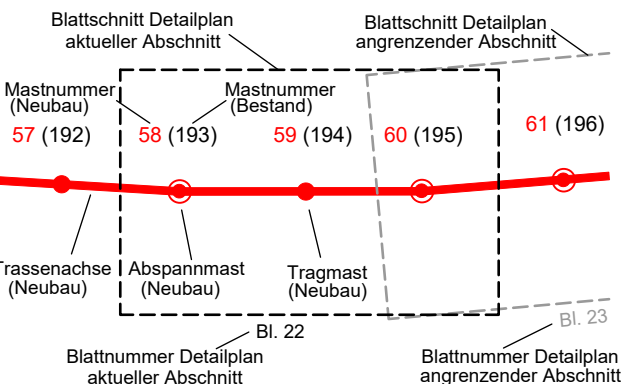 Blattschnitt Detailplan
aktueller Abschnitt
Blattschnitt Detailplan
angrenzender Abschnitt
Mastnummer
(Neubau)
Mastnummer
(Bestand)
57 (192)
58 (193)
59 (194)
60 (195)
61 (196)
Trassenachse
(Neubau)
Abspannmast
(Neubau)
Tragmast
(Neubau)
Bl. 22
Bl. 23
Blattnummer Detailplan
aktueller Abschnitt
Blattnummer Detailplan
angrenzender Abschnitt